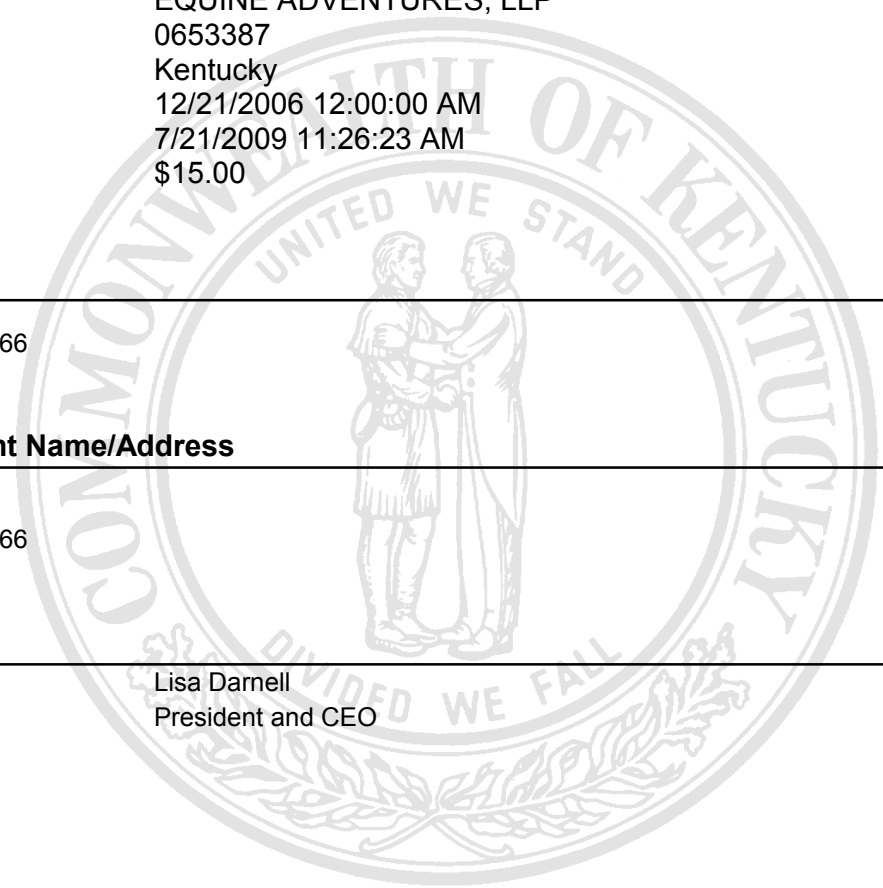 EQUINE ADVENTURES, LLP
0653387
Kentucky
12/21/2006 12:00:00 AM
7/21/2009 11:26:23 AM
$15.00
COMMONWEALTH OF KENTUCKY
UNITED WE STAND
66
nt Name/Address
66
DIVIDED WE FALL
Lisa Darnell
President and CEO